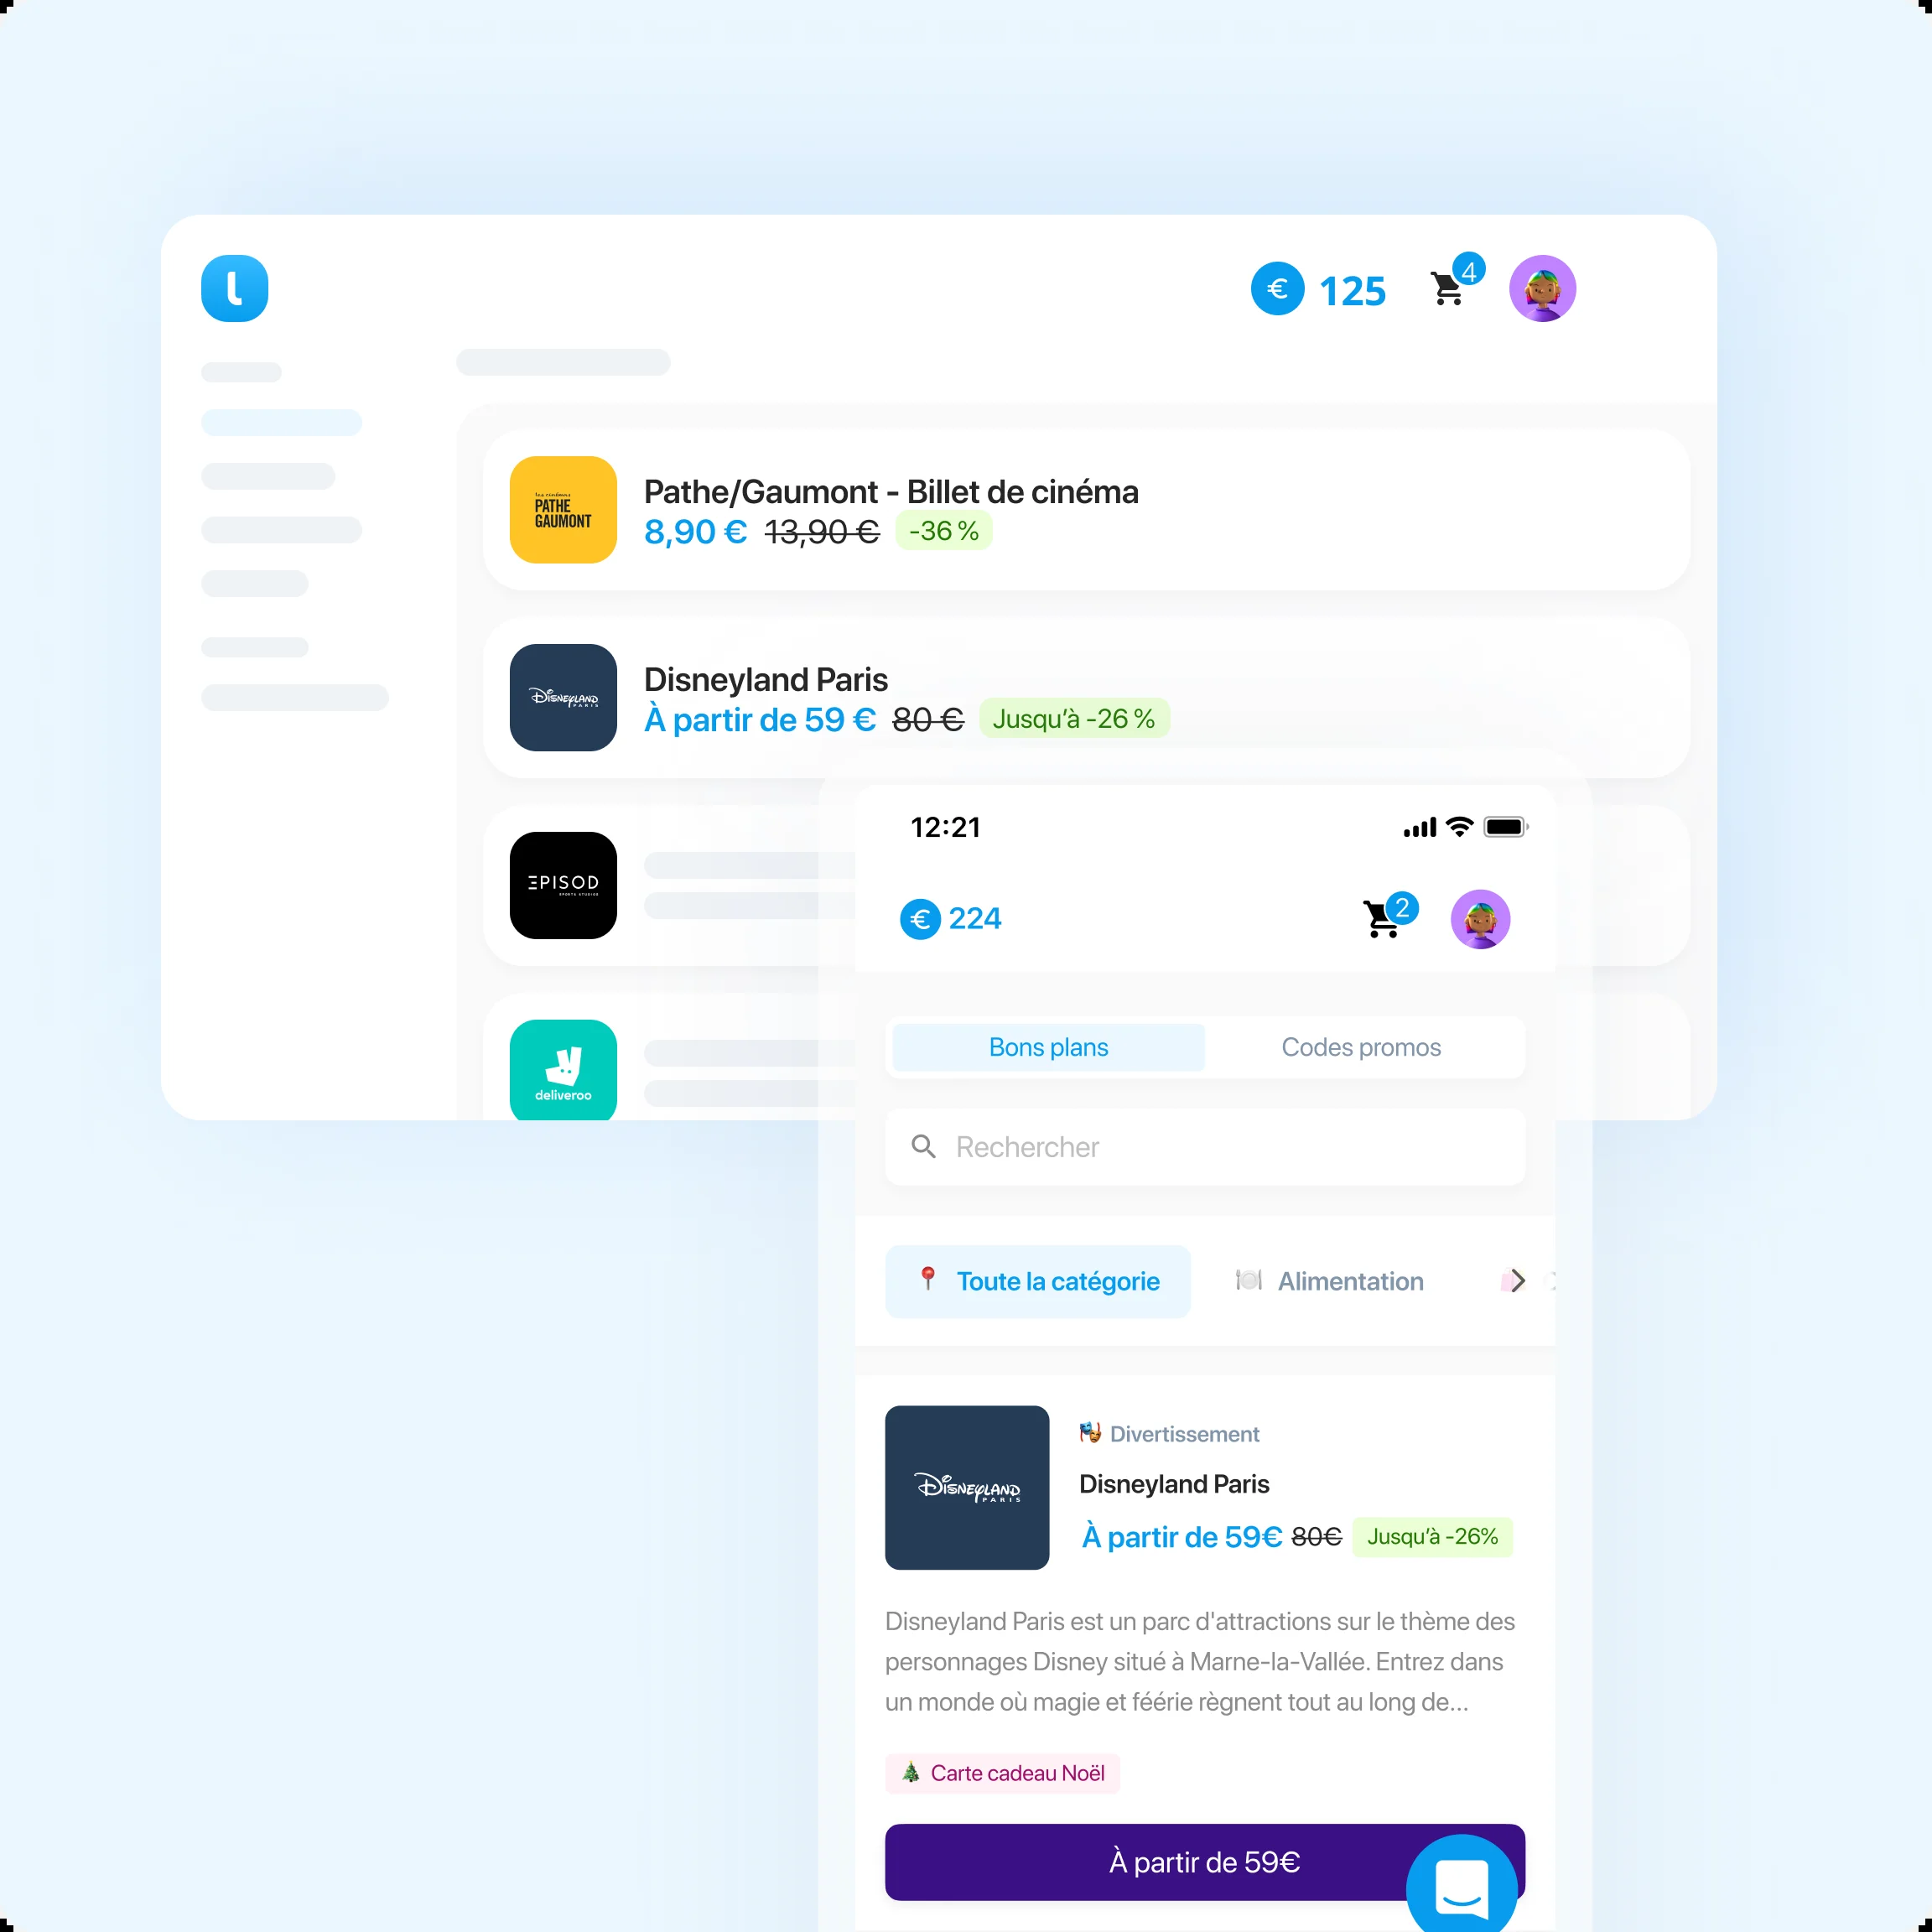 € 125
4
les cinémas
PATHE
GAUMONT
Pathe/Gaumont - Billet de cinéma
8,90 € 13,90 € -36 %
DISNEYLAND
PARIS
Disneyland Paris
À partir de 59 € 80 € Jusqu'à -26 %
EPISOD
SPORTS STUDIOS
deliveroo
12:21
€ 224
2
Bons plans Codes promos
Rechercher
Toute la catégorie Alimentation
DISNEYLAND
PARIS
Divertissement
Disneyland Paris
À partir de 59€ 80€ Jusqu'à -26%
Disneyland Paris est un parc d'attractions sur le thème des
personnages Disney situé à Marne-la-Vallée. Entrez dans
un monde où magie et féérie règnent tout au long de...
Carte cadeau Noël
À partir de 59€